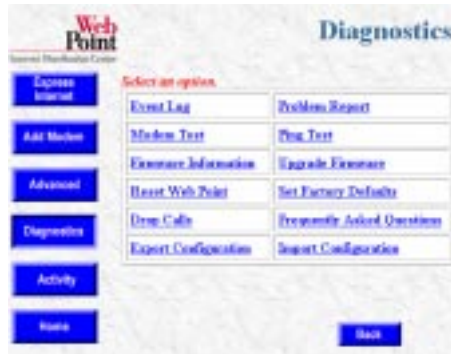 Web
Point
Internet Distribution Center
Diagnostics
Express
Internet
Add Modem
Advanced
Diagnostics
Activity
Home
Select an option.
Event Log
Problem Report
Modem Test
Ping Test
Firmware Information
Upgrade Firmware
Reset Web Point
Set Factory Defaults
Drop Calls
Frequently Asked Questions
Export Configuration
Import Configuration
Back